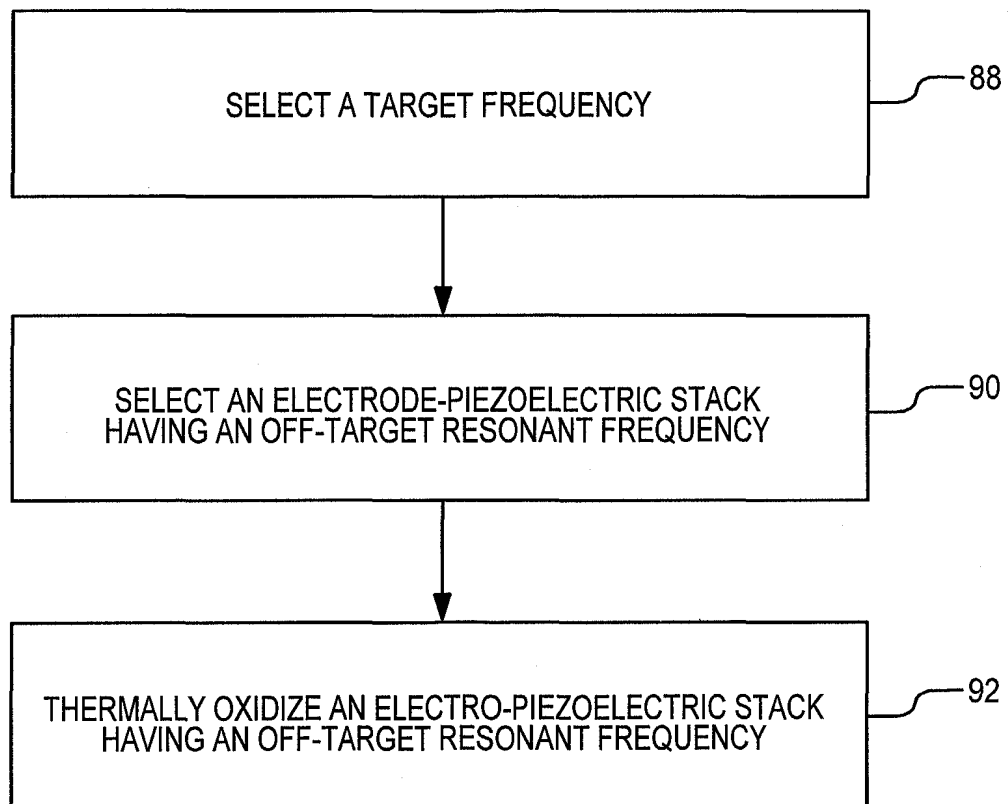 SELECT A TARGET FREQUENCY
88
SELECT AN ELECTRODE-PIEZOELECTRIC STACK
HAVING AN OFF-TARGET RESONANT FREQUENCY
90
THERMALLY OXIDIZE AN ELECTRO-PIEZOELECTRIC STACK
HAVING AN OFF-TARGET RESONANT FREQUENCY
92